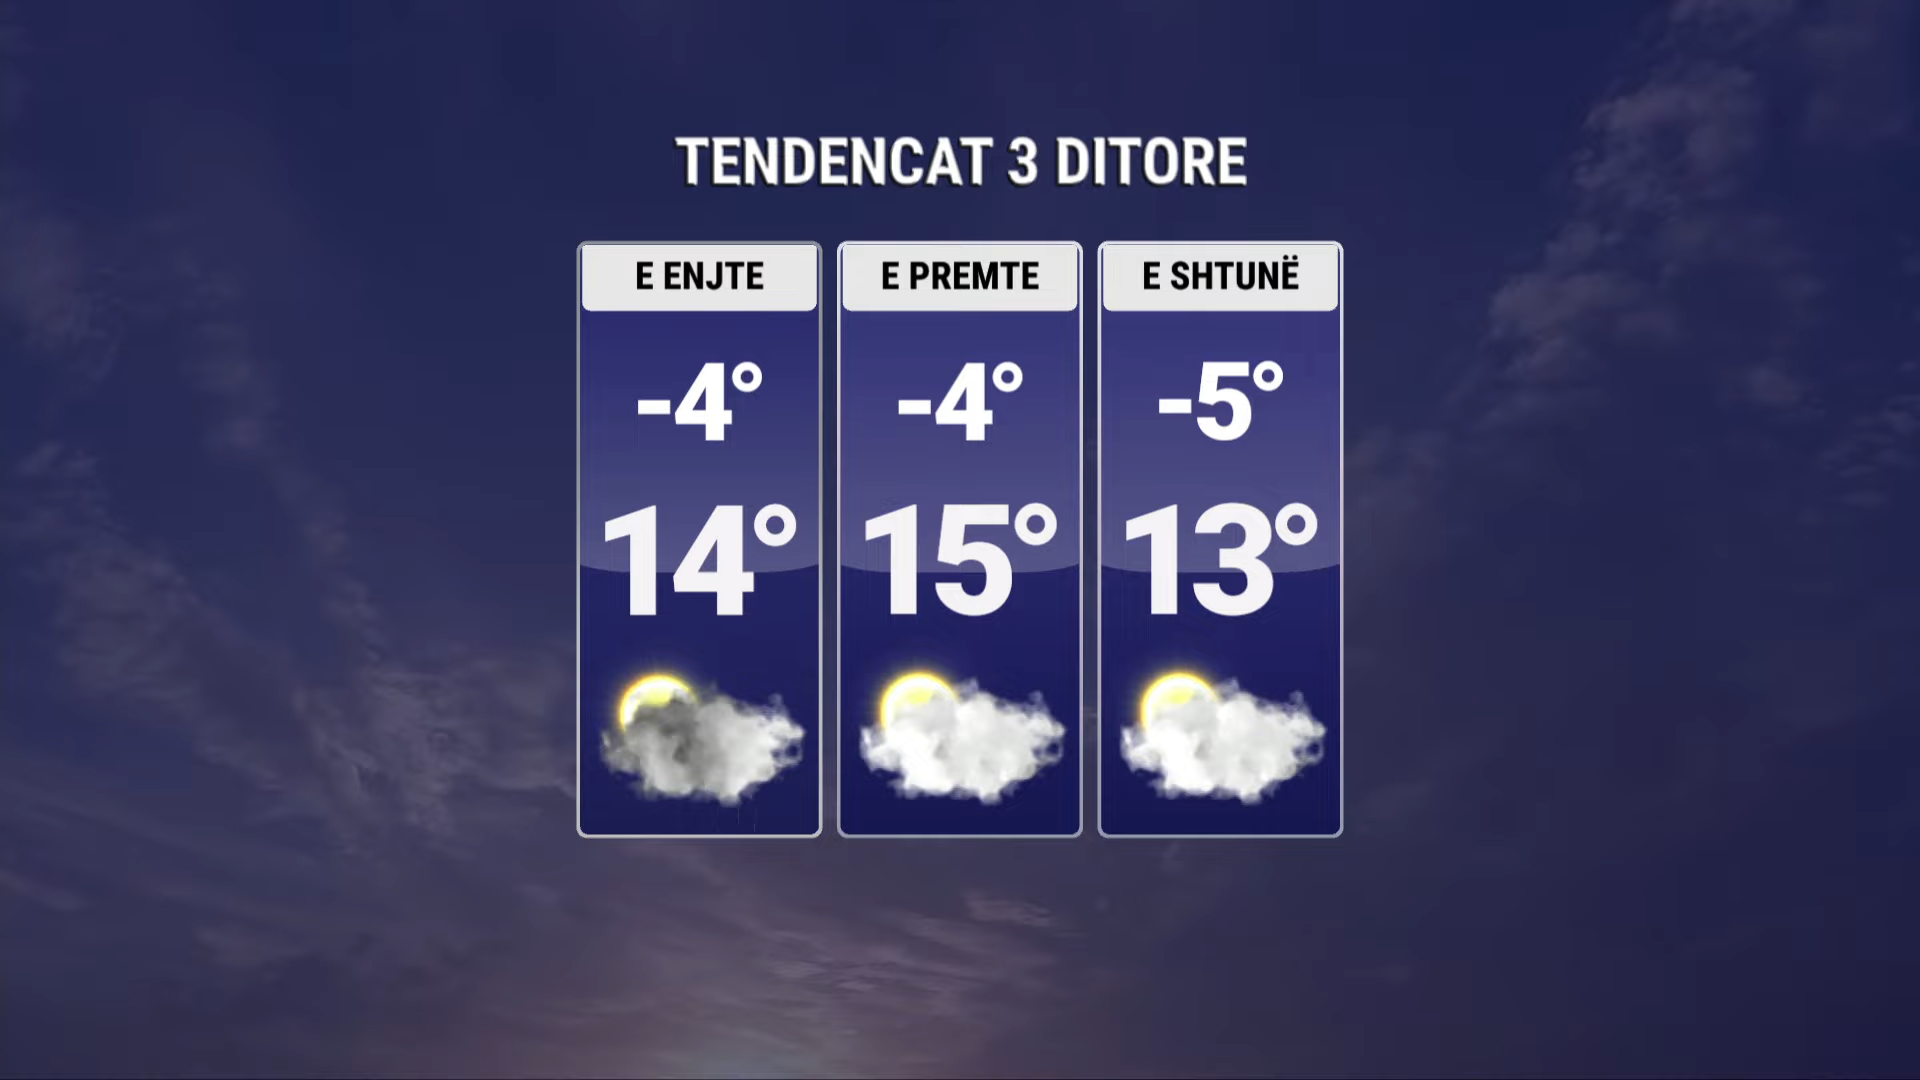 TENDENCAT 3 DITORE
E ENJTE
-4°
14°
E PREMTE
-4°
15°
E SHTUNË
-5°
13°